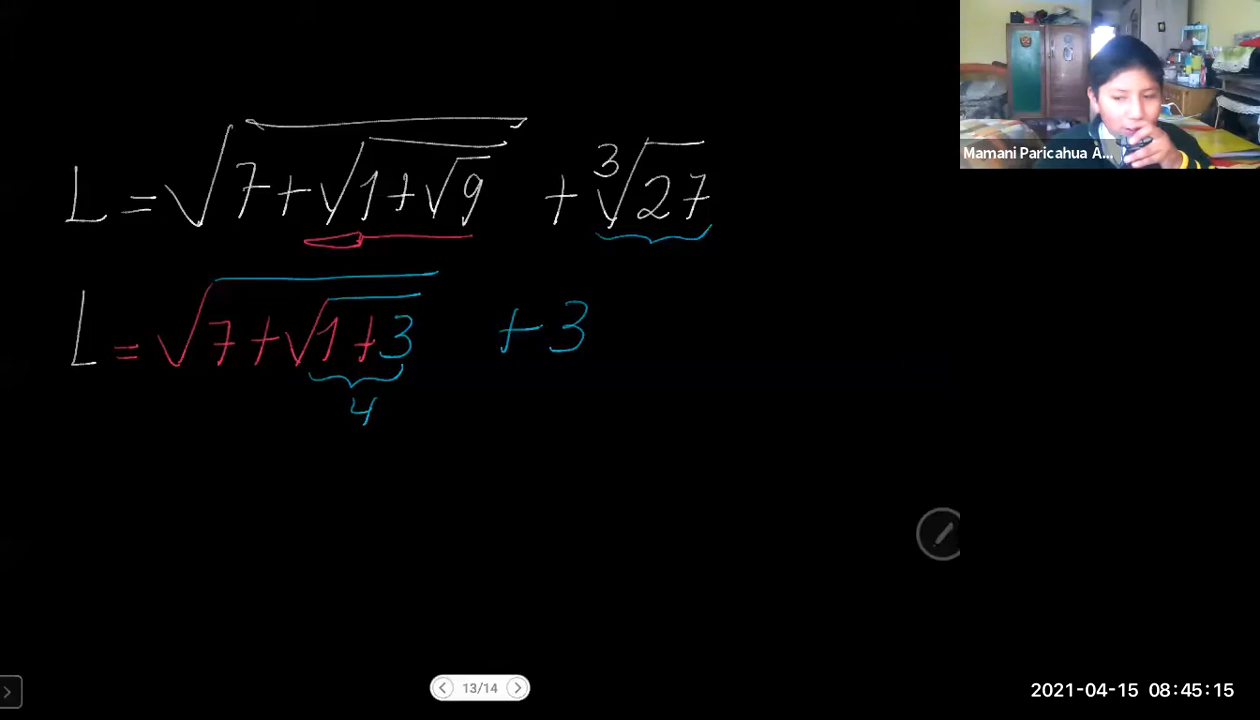 Mamani Paricahua A...
L = √(7 + √(1 + √9)) + ∛27
L = √(7 + √(1 + 3)) + 3
4
13/14
2021-04-15 08:45:15